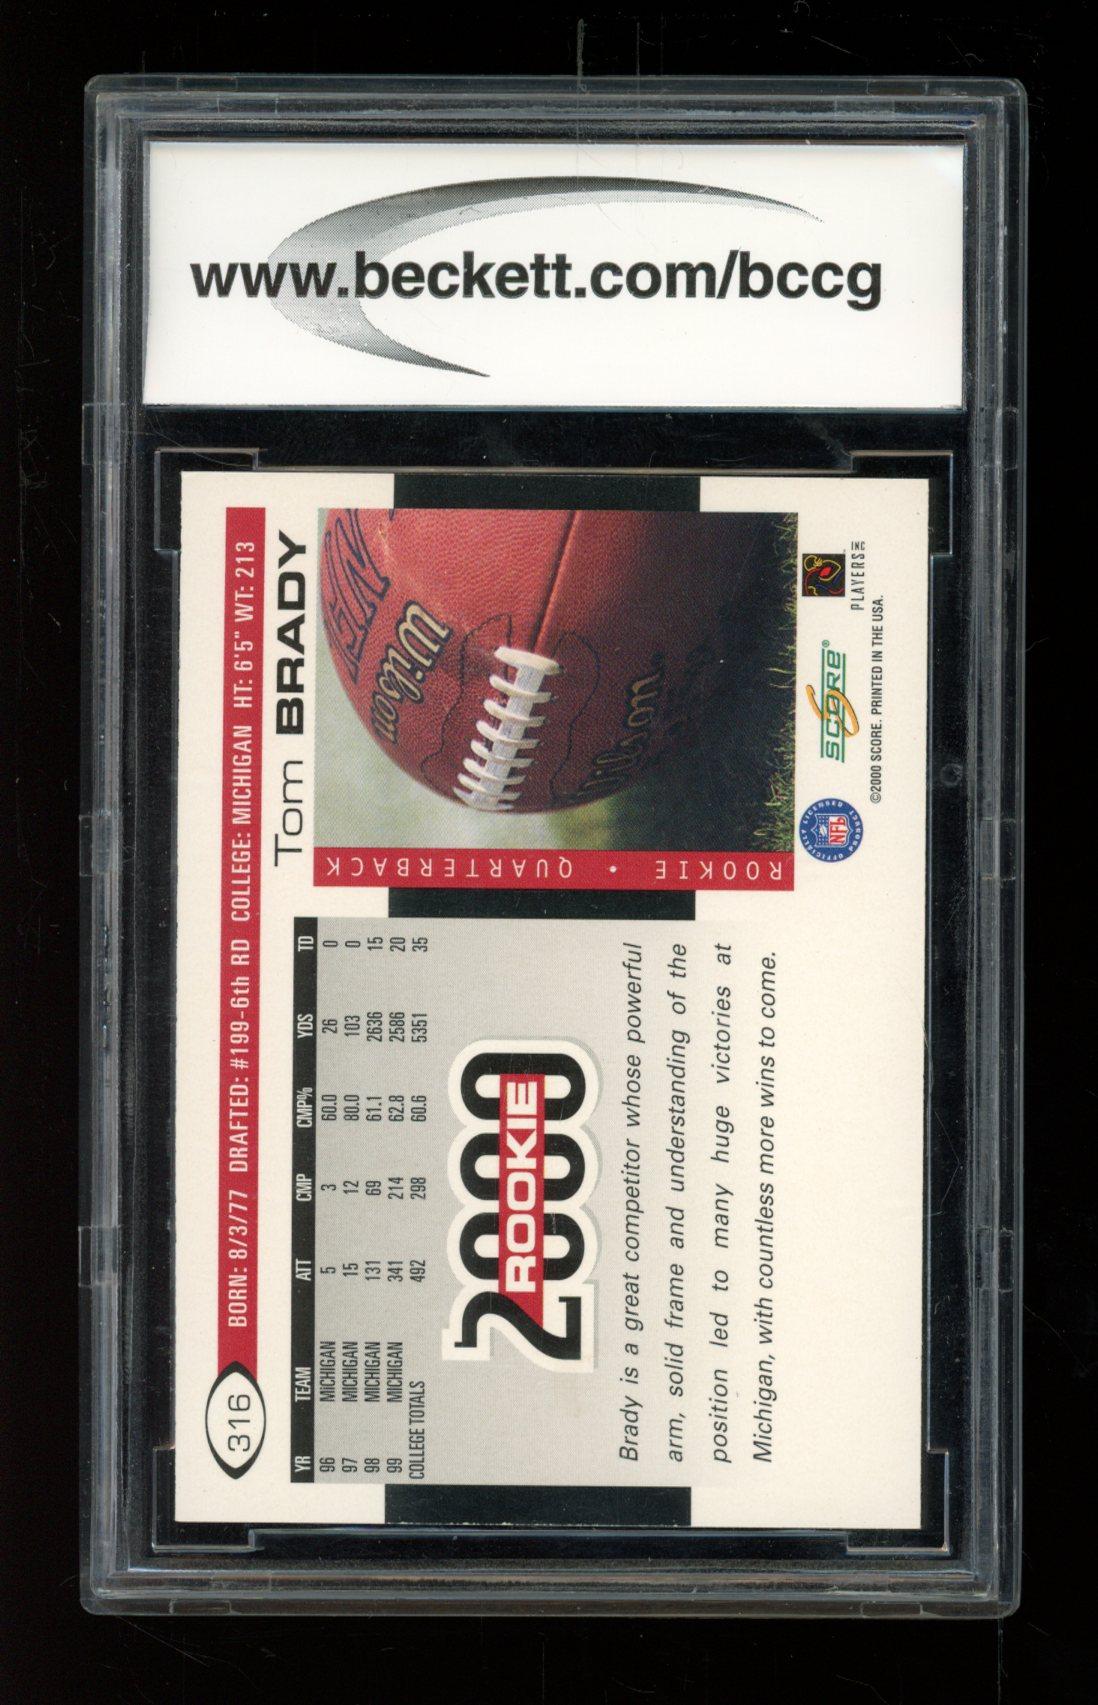 www.beckett.com/bccg
316
BORN: 8/3/77 DRAFTED: #199-6th RD COLLEGE: MICHIGAN HT: 6'5" WT: 213
Tom BRADY
YR TEAM ATT CMP CMP% YDS TD
96 MICHIGAN 5 3 60.0 26 0
97 MICHIGAN 15 12 80.0 103 0
98 MICHIGAN 131 69 61.1 2636 15
99 MICHIGAN 341 214 62.8 2586 20
COLLEGE TOTALS 492 298 60.6 5351 35
2000
ROOKIE
Brady is a great competitor whose powerful
arm, solid frame and understanding of the
position led to many huge victories at
Michigan, with countless more wins to come.
ROOKIE • QUARTERBACK
Wilson
Wilson
OFFICIALLY LICENSED PRODUCT
NFL
SCORE®
PLAYERS INC
©2000 SCORE. PRINTED IN THE USA.